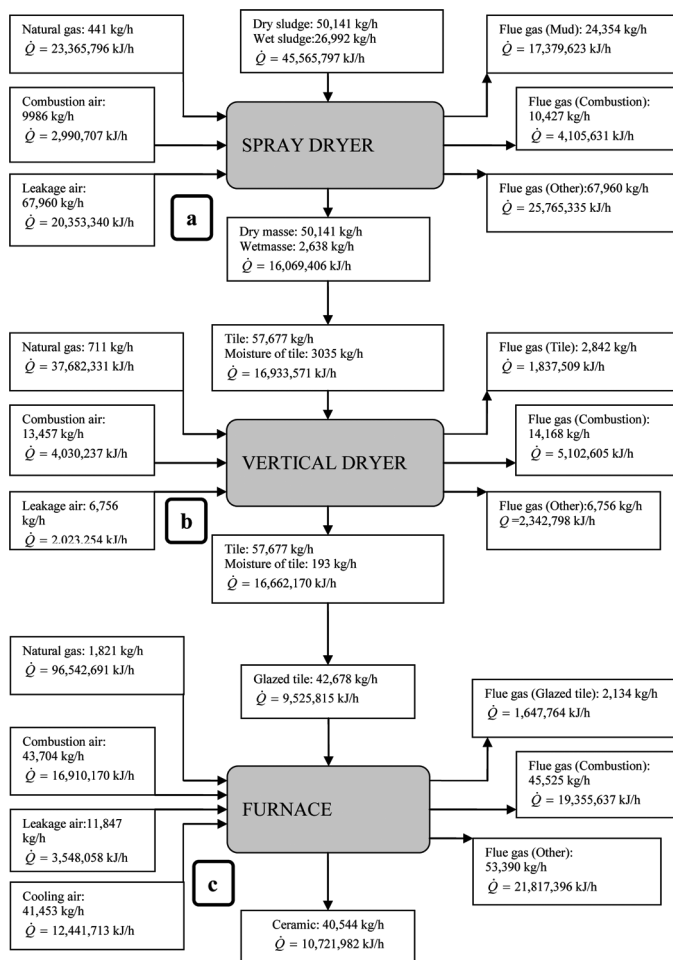 Natural gas: 441 kg/h
Q̇ = 23,365,796 kJ/h
Dry sludge: 50,141 kg/h
Wet sludge:26,992 kg/h
Q̇ = 45,565,797 kJ/h
Flue gas (Mud): 24,354 kg/h
Q̇ = 17,379,623 kJ/h
Combustion air:
9986 kg/h
Q̇ = 2,990,707 kJ/h
SPRAY DRYER
Flue gas (Combustion):
10,427 kg/h
Q̇ = 4,105,631 kJ/h
Leakage air:
67,960 kg/h
Q̇ = 20,353,340 kJ/h
a
Flue gas (Other):67,960 kg/h
Q̇ = 25,765,335 kJ/h
Dry masse: 50,141 kg/h
Wetmasse: 2,638 kg/h
Q̇ = 16,069,406 kJ/h
Natural gas: 711 kg/h
Q̇ = 37,682,331 kJ/h
Tile: 57,677 kg/h
Moisture of tile: 3035 kg/h
Q̇ = 16,933,571 kJ/h
Flue gas (Tile): 2,842 kg/h
Q̇ = 1,837,509 kJ/h
Combustion air:
13,457 kg/h
Q̇ = 4,030,237 kJ/h
VERTICAL DRYER
Flue gas (Combustion):
14,168 kg/h
Q̇ = 5,102,605 kJ/h
Leakage air: 6,756
kg/h
Q̇ = 2.023.254 kJ/h
b
Flue gas (Other):6,756 kg/h
Q =2,342,798 kJ/h
Tile: 57,677 kg/h
Moisture of tile: 193 kg/h
Q̇ = 16,662,170 kJ/h
Natural gas: 1,821 kg/h
Q̇ = 96,542,691 kJ/h
Glazed tile: 42,678 kg/h
Q̇ = 9,525,815 kJ/h
Flue gas (Glazed tile): 2,134 kg/h
Q̇ = 1,647,764 kJ/h
Combustion air:
43,704 kg/h
Q̇ = 16,910,170 kJ/h
FURNACE
Flue gas (Combustion):
45,525 kg/h
Q̇ = 19,355,637 kJ/h
Leakage air:11,847
kg/h
Q̇ = 3,548,058 kJ/h
Flue gas (Other):
53,390 kg/h
Q̇ = 21,817,396 kJ/h
c
Cooling air:
41,453 kg/h
Q̇ = 12,441,713 kJ/h
Ceramic: 40,544 kg/h
Q̇ = 10,721,982 kJ/h